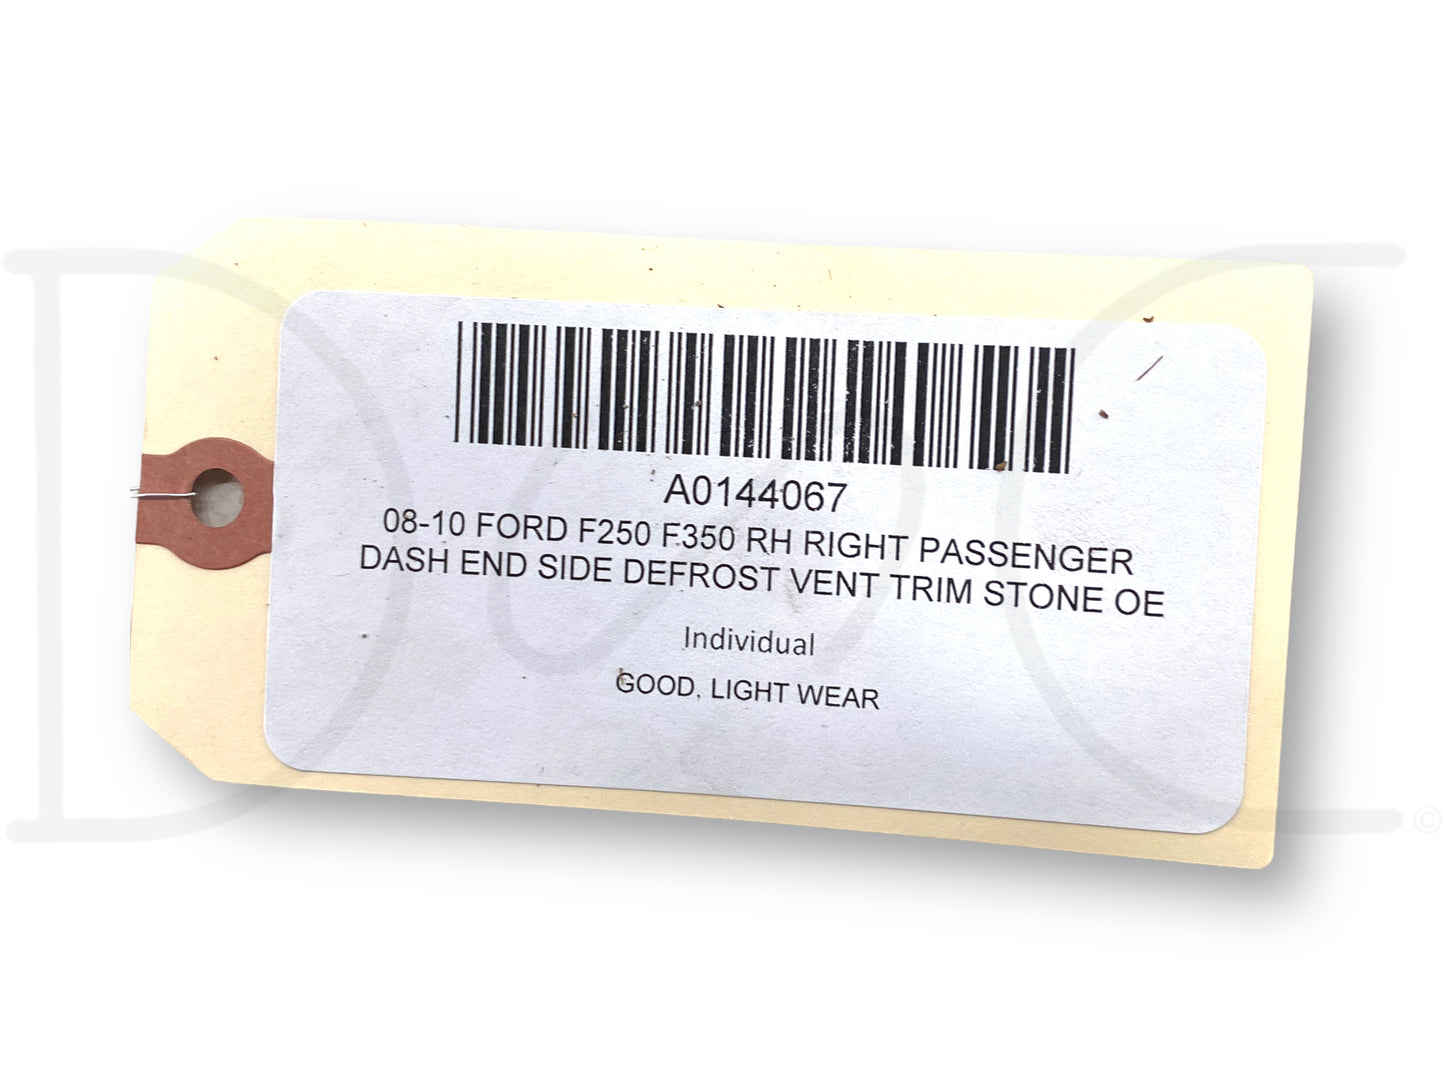 A0144067
08-10 FORD F250 F350 RH RIGHT PASSENGER
DASH END SIDE DEFROST VENT TRIM STONE OE
Individual
GOOD, LIGHT WEAR
©